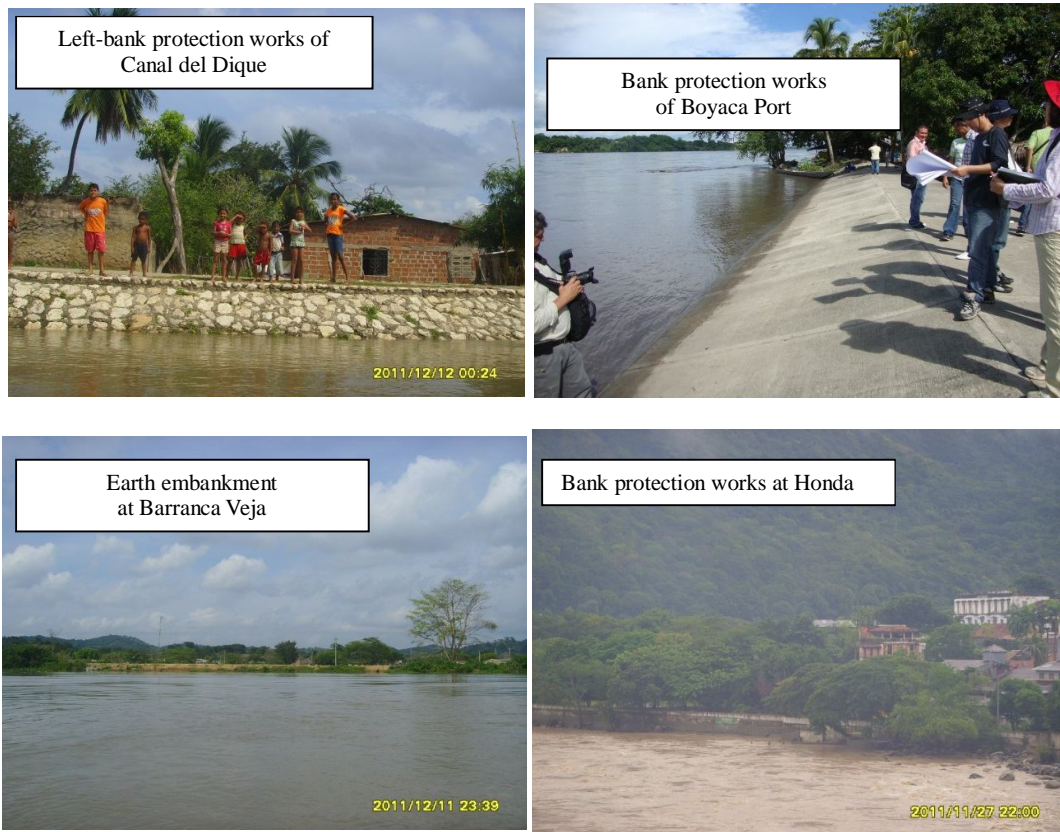 Left-bank protection works of
Canal del Dique
2011/12/12 00:24
Bank protection works
of Boyaca Port
Earth embankment
at Barranca Veja
2011/12/11 23:39
Bank protection works at Honda
2011/11/27 22:00